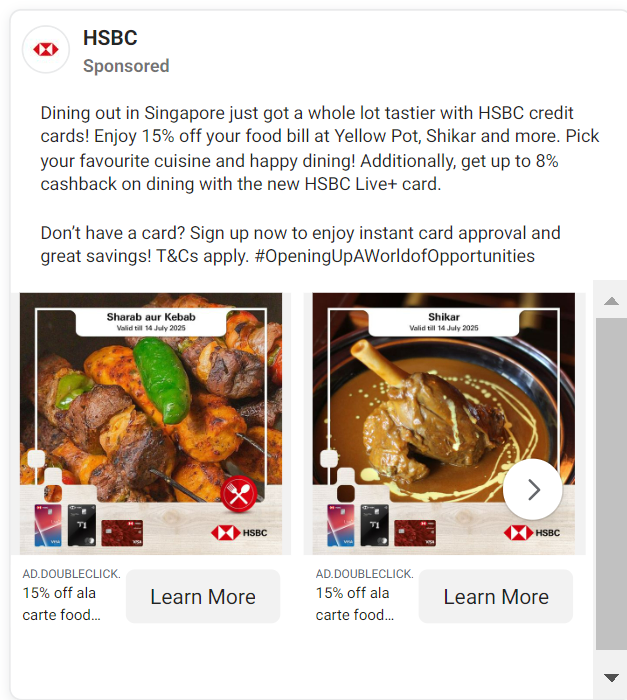 HSBC
Sponsored
Dining out in Singapore just got a whole lot tastier with HSBC credit
cards! Enjoy 15% off your food bill at Yellow Pot, Shikar and more. Pick
your favourite cuisine and happy dining! Additionally, get up to 8%
cashback on dining with the new HSBC Live+ card.
Don’t have a card? Sign up now to enjoy instant card approval and
great savings! T&Cs apply. #OpeningUpAWorldofOpportunities
Sharab aur Kebab
Valid till 14 July 2025
HSBC
Shikar
Valid till 14 July 2025
HSBC
AD.DOUBLECLICK.
15% off ala
carte food...
Learn More
AD.DOUBLECLICK.
15% off ala
carte food...
Learn More